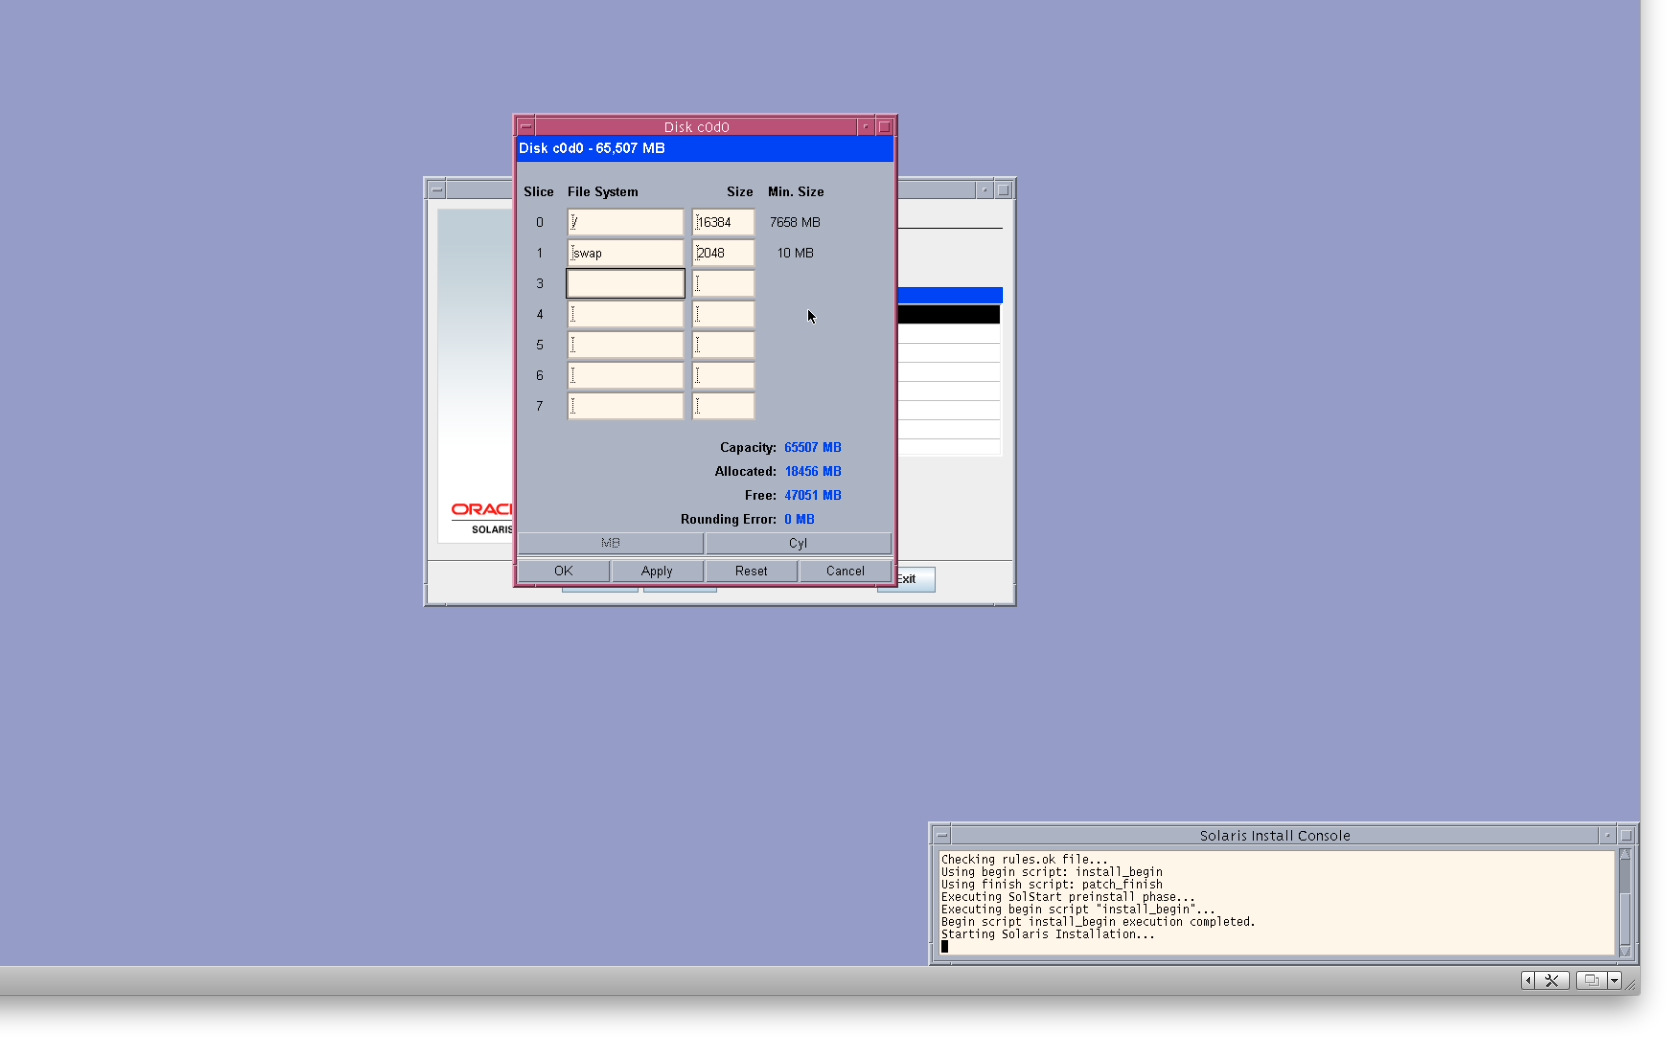 Disk c0d0
Disk c0d0 - 65,507 MB
Slice File System Size Min. Size
0 / 16384 7658 MB
1 swap 2048 10 MB
3
4
5
6
7
Capacity: 65507 MB
Allocated: 18456 MB
Free: 47051 MB
Rounding Error: 0 MB
MB Cyl
OK Apply Reset Cancel
ORAC
SOLARIS
Exit
Solaris Install Console
Checking rules.ok file...
Using begin script: install_begin
Using finish script: patch_finish
Executing SolStart preinstall phase...
Executing begin script "install_begin"...
Begin script install_begin execution completed.
Starting Solaris Installation...